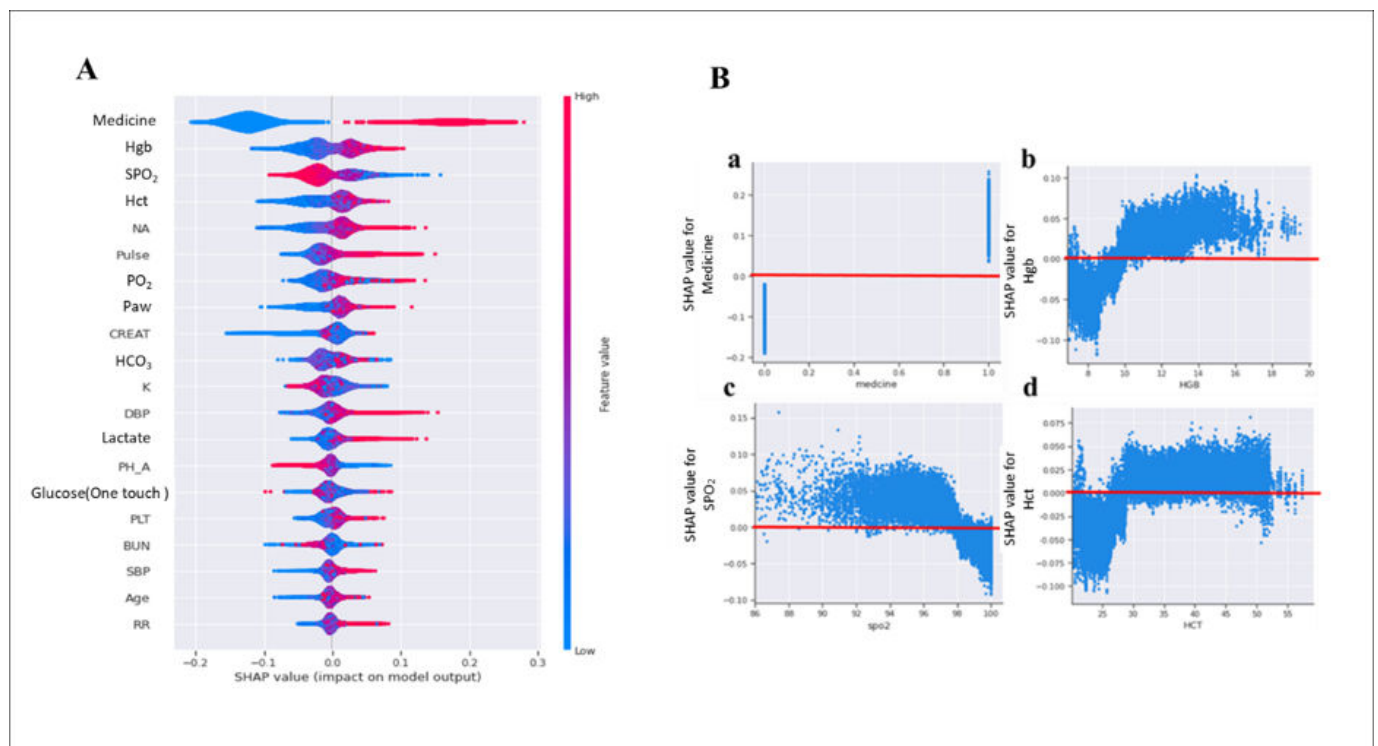 A
High
Medicine
Hgb
SPO₂
Hct
NA
Pulse
PO₂
Paw
CREAT
HCO₃
K
DBP
Lactate
PH_A
Glucose(One touch )
PLT
BUN
SBP
Age
RR
Feature value
Low
−0.2 −0.1 0.0 0.1 0.2 0.3
SHAP value (impact on model output)
B
a
SHAP value for
Medicine
0.2
0.1
0.0
−0.1
−0.2
0.0 0.2 0.4 0.6 0.8 1.0
medcine
b
SHAP value for
Hgb
0.10
0.05
0.00
−0.05
−0.10
8 10 12 14 16 18 20
HGB
c
SHAP value for
SPO₂
0.15
0.10
0.05
0.00
−0.05
−0.10
86 88 90 92 94 96 98 100
spo2
d
SHAP value for
Hct
0.075
0.050
0.025
0.000
−0.025
−0.050
−0.075
−0.100
25 30 35 40 45 50 55
HCT